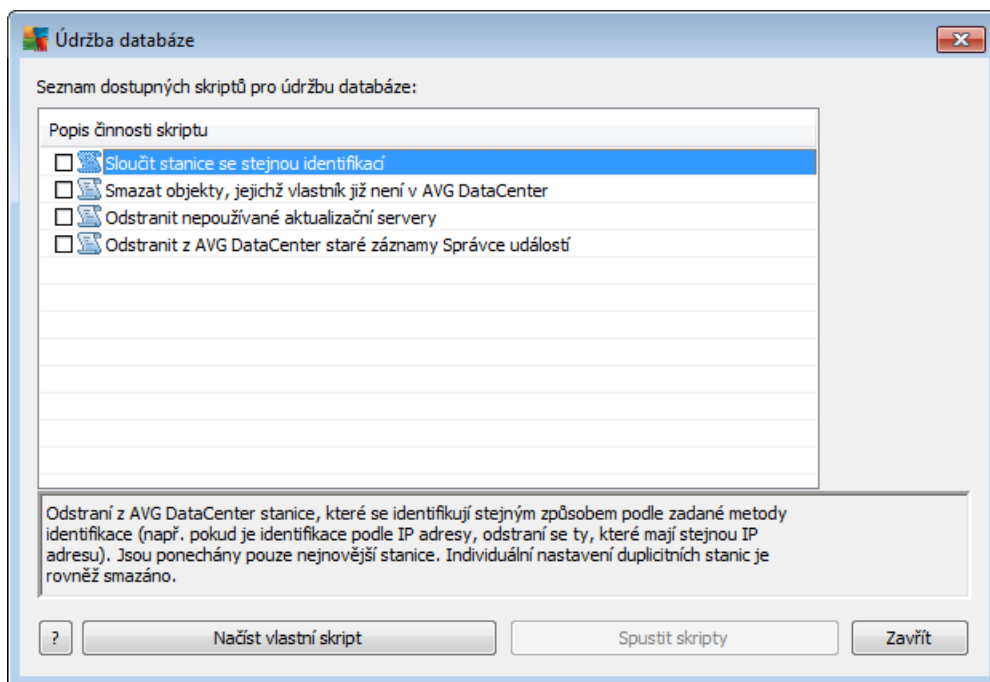 Údržba databáze
Seznam dostupných skriptů pro údržbu databáze:
Popis činnosti skriptu
Sloučit stanice se stejnou identifikací
Smazat objekty, jejichž vlastník již není v AVG DataCenter
Odstranit nepoužívané aktualizační servery
Odstranit z AVG DataCenter staré záznamy Správce událostí
Odstraní z AVG DataCenter stanice, které se identifikují stejným způsobem podle zadané metody
identifikace (např. pokud je identifikace podle IP adresy, odstraní se ty, které mají stejnou IP
adresu). Jsou ponechány pouze nejnovější stanice. Individuální nastavení duplicitních stanic je
rovněž smazáno.
? Načíst vlastní skript Spustit skripty Zavřít